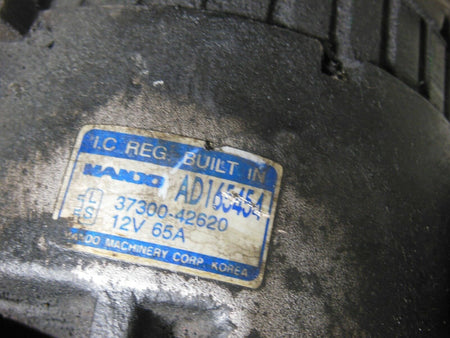 I.C REG. BUILT IN
MANDO AD165454
37300-42620
12V 65A
MACHINERY CORP. KOREA